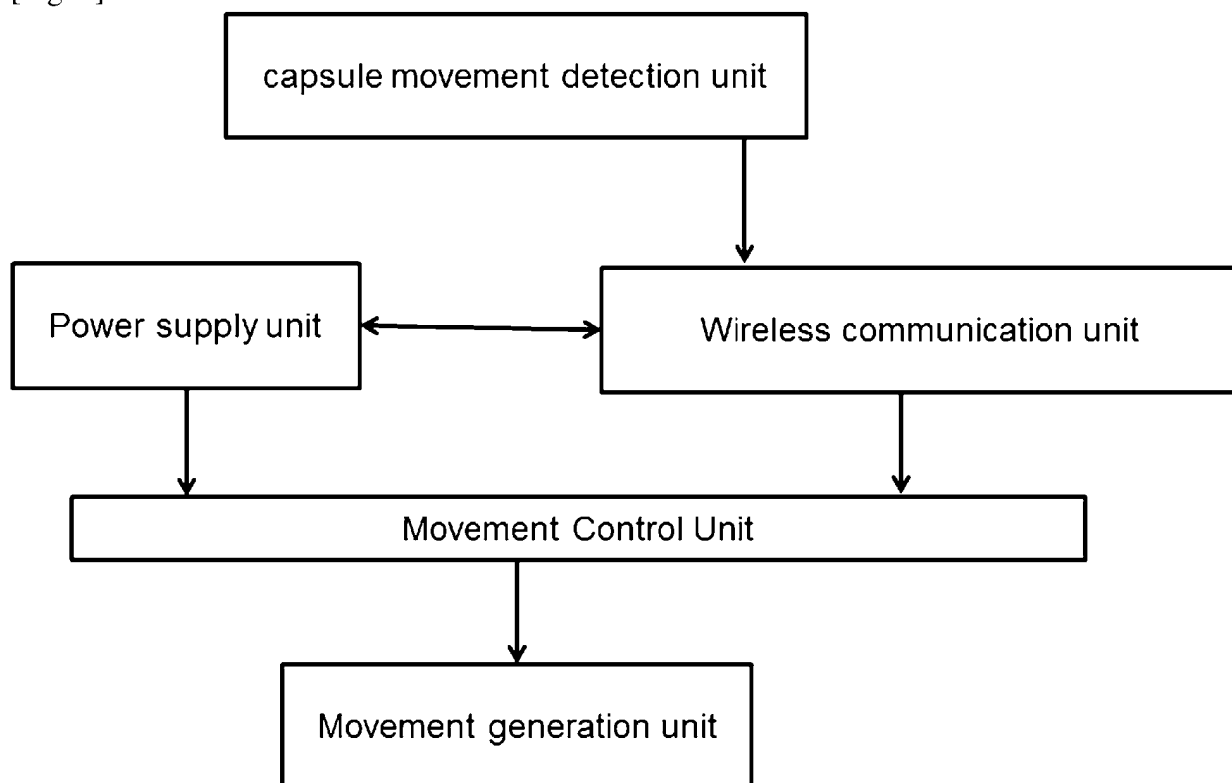 capsule movement detection unit
Power supply unit
Wireless communication unit
Movement Control Unit
Movement generation unit